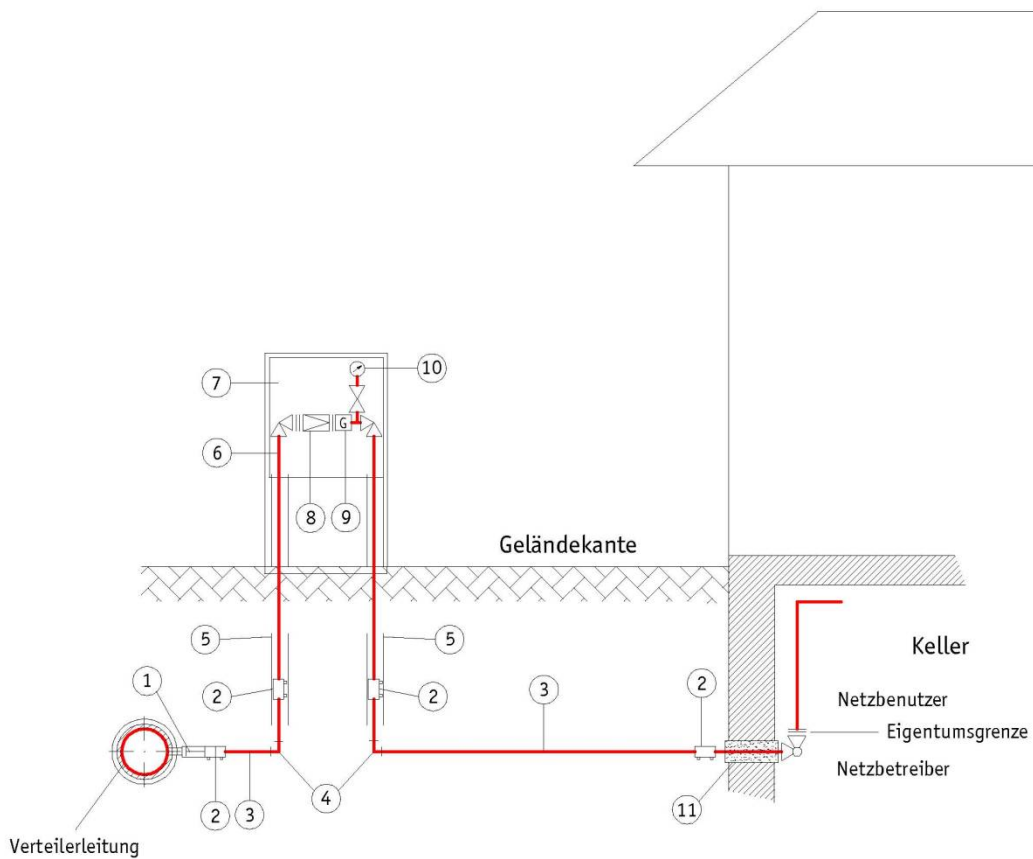 10
7
G
6
8
9
Geländekante
5
5
Keller
1
2
2
3
2
Netzbenutzer
Eigentumsgrenze
Netzbetreiber
2
3
4
11
Verteilerleitung